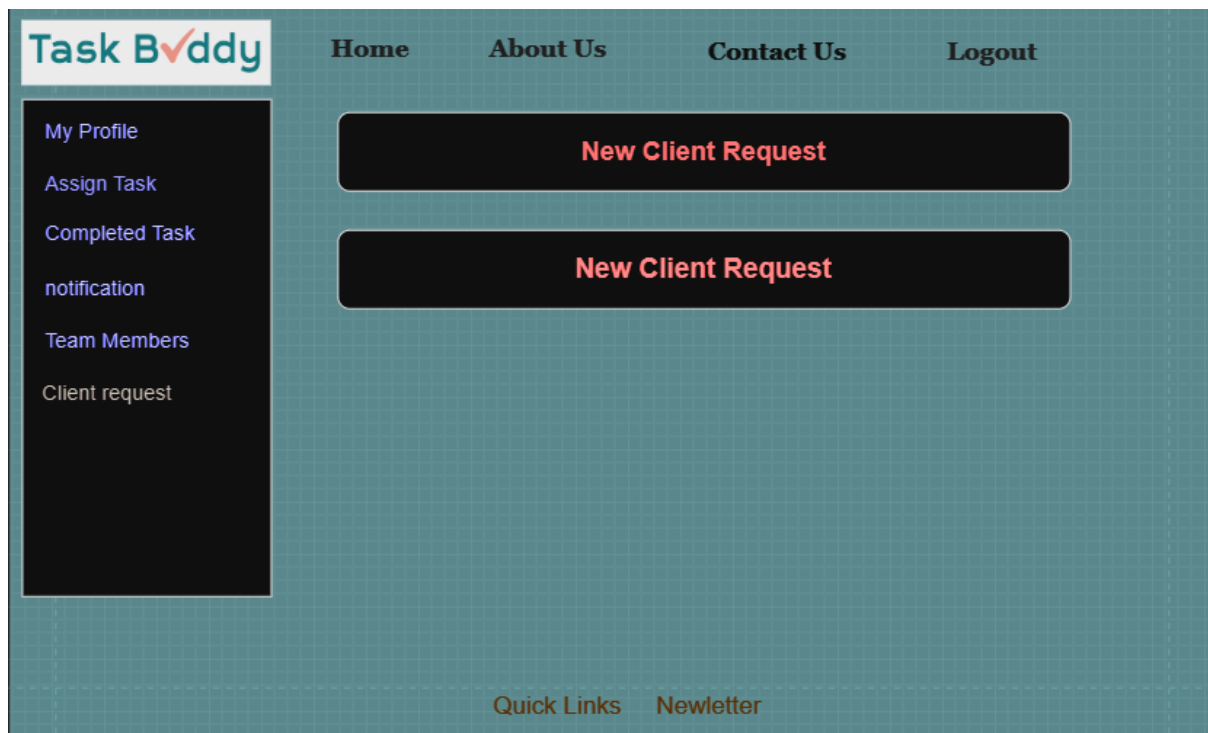 Task Buddy
Home About Us Contact Us Logout
My Profile
Assign Task
Completed Task
notification
Team Members
Client request
New Client Request
New Client Request
Quick Links Newletter